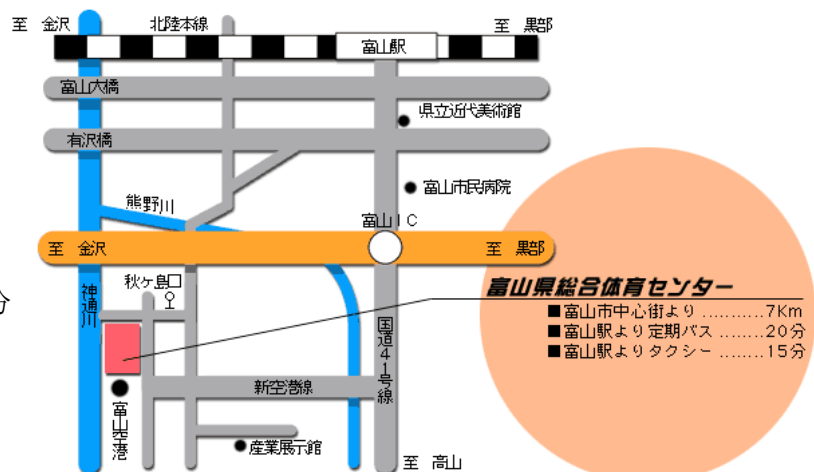 至 金沢
北陸本線
富山駅
至 黒部
富山大橋
県立近代美術館
有沢橋
富山市民病院
熊野川
富山IC
至 金沢
至 黒部
秋ヶ島口
神通川
分
富山県総合体育センター
■富山市中心街より ..........7Km
■富山駅より定期バス ......20分
■富山駅よりタクシー .......15分
国道41号線
新空港線
富山空港
産業展示館
至 高山